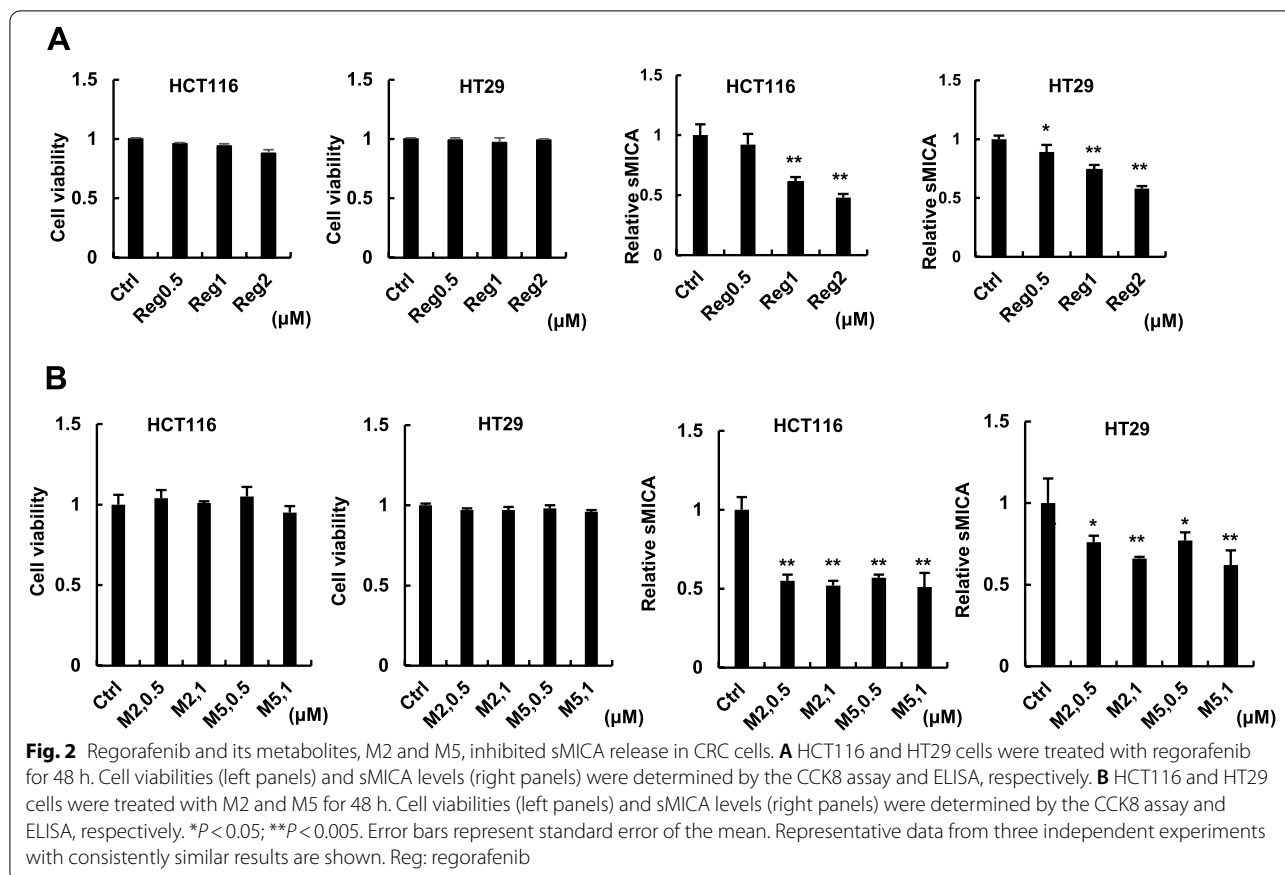 A
HCT116
Cell viability
1.5
1
0.5
0
Ctrl
Reg0.5
Reg1
Reg2
(µM)
HT29
Cell viability
1.5
1
0.5
0
Ctrl
Reg0.5
Reg1
Reg2
(µM)
HCT116
Relative sMICA
1.5
1
0.5
0
**
**
Ctrl
Reg0.5
Reg1
Reg2
(µM)
HT29
Relative sMICA
1.5
1
0.5
0
*
**
**
Ctrl
Reg0.5
Reg1
Reg2
(µM)
B
HCT116
Cell viability
1.5
1
0.5
0
Ctrl
M2,0.5
M2,1
M5,0.5
M5,1
(µM)
HT29
Cell viability
1.5
1
0.5
0
Ctrl
M2,0.5
M2,1
M5,0.5
M5,1
(µM)
HCT116
Relative sMICA
1.5
1
0.5
0
**
**
**
**
Ctrl
M2,0.5
M2,1
M5,0.5
M5,1
(µM)
HT29
Relative sMICA
1.5
1
0.5
0
*
**
*
**
Ctrl
M2,0.5
M2,1
M5,0.5
M5,1
(µM)
Fig. 2 Regorafenib and its metabolites, M2 and M5, inhibited sMICA release in CRC cells. A HCT116 and HT29 cells were treated with regorafenib
for 48 h. Cell viabilities (left panels) and sMICA levels (right panels) were determined by the CCK8 assay and ELISA, respectively. B HCT116 and HT29
cells were treated with M2 and M5 for 48 h. Cell viabilities (left panels) and sMICA levels (right panels) were determined by the CCK8 assay and
ELISA, respectively. *P < 0.05; **P < 0.005. Error bars represent standard error of the mean. Representative data from three independent experiments
with consistently similar results are shown. Reg: regorafenib